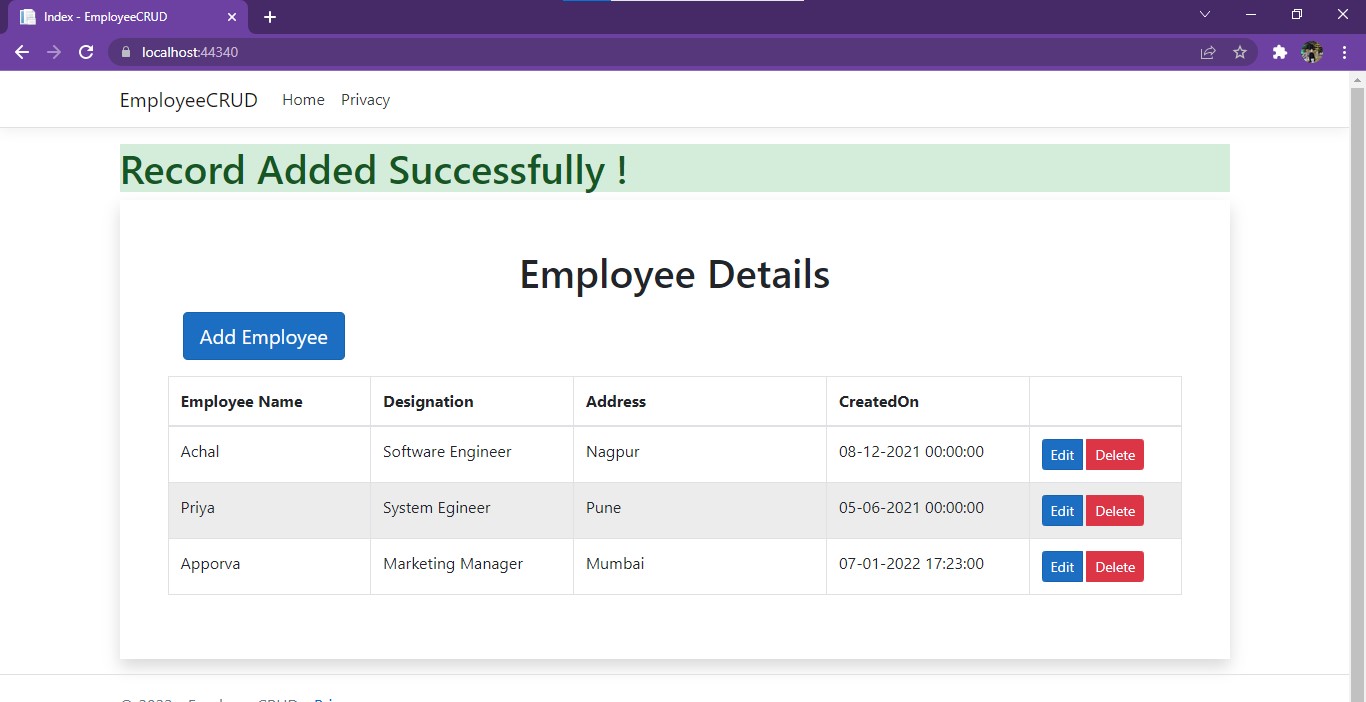 Index - EmployeeCRUD
localhost:44340
EmployeeCRUD Home Privacy
Record Added Successfully !
Employee Details
Add Employee
Employee Name Designation Address CreatedOn
Achal Software Engineer Nagpur 08-12-2021 00:00:00 Edit Delete
Priya System Egineer Pune 05-06-2021 00:00:00 Edit Delete
Apporva Marketing Manager Mumbai 07-01-2022 17:23:00 Edit Delete